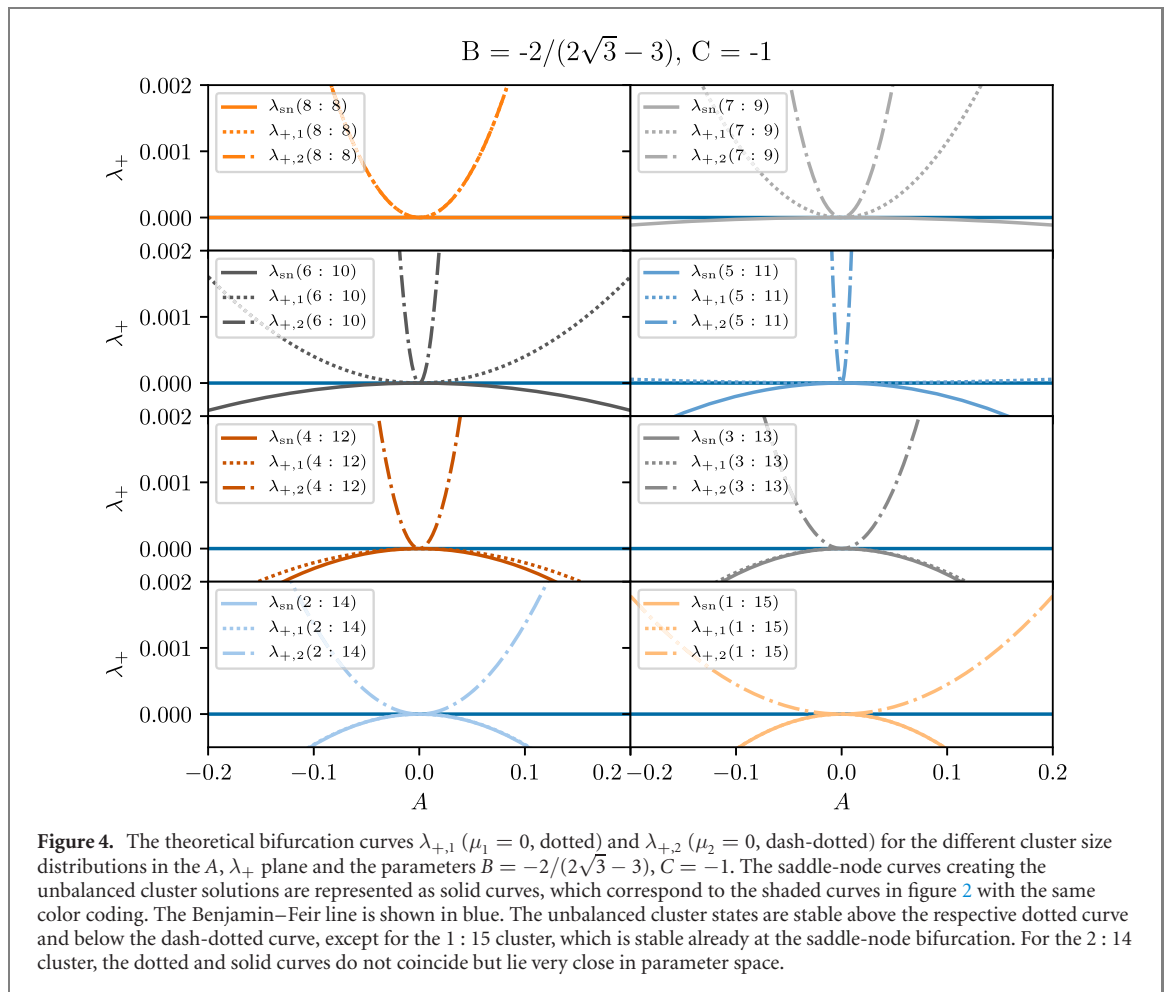 B = -2/(2√3 − 3), C = -1
0.002
0.001
0.000
λ₊
λsn(8 : 8)
λ₊,₁(8 : 8)
λ₊,₂(8 : 8)
λsn(7 : 9)
λ₊,₁(7 : 9)
λ₊,₂(7 : 9)
0.002
0.001
0.000
λ₊
λsn(6 : 10)
λ₊,₁(6 : 10)
λ₊,₂(6 : 10)
λsn(5 : 11)
λ₊,₁(5 : 11)
λ₊,₂(5 : 11)
0.002
0.001
0.000
λ₊
λsn(4 : 12)
λ₊,₁(4 : 12)
λ₊,₂(4 : 12)
λsn(3 : 13)
λ₊,₁(3 : 13)
λ₊,₂(3 : 13)
0.002
0.001
0.000
λ₊
λsn(2 : 14)
λ₊,₁(2 : 14)
λ₊,₂(2 : 14)
λsn(1 : 15)
λ₊,₁(1 : 15)
λ₊,₂(1 : 15)
−0.2 −0.1 0.0 0.1 0.2 −0.2 −0.1 0.0 0.1 0.2
A A
Figure 4. The theoretical bifurcation curves λ₊,₁ (μ₁ = 0, dotted) and λ₊,₂ (μ₂ = 0, dash-dotted) for the different cluster size
distributions in the A, λ₊ plane and the parameters B = −2/(2√3 − 3), C = −1. The saddle-node curves creating the
unbalanced cluster solutions are represented as solid curves, which correspond to the shaded curves in figure 2 with the same
color coding. The Benjamin–Feir line is shown in blue. The unbalanced cluster states are stable above the respective dotted curve
and below the dash-dotted curve, except for the 1 : 15 cluster, which is stable already at the saddle-node bifurcation. For the 2 : 14
cluster, the dotted and solid curves do not coincide but lie very close in parameter space.